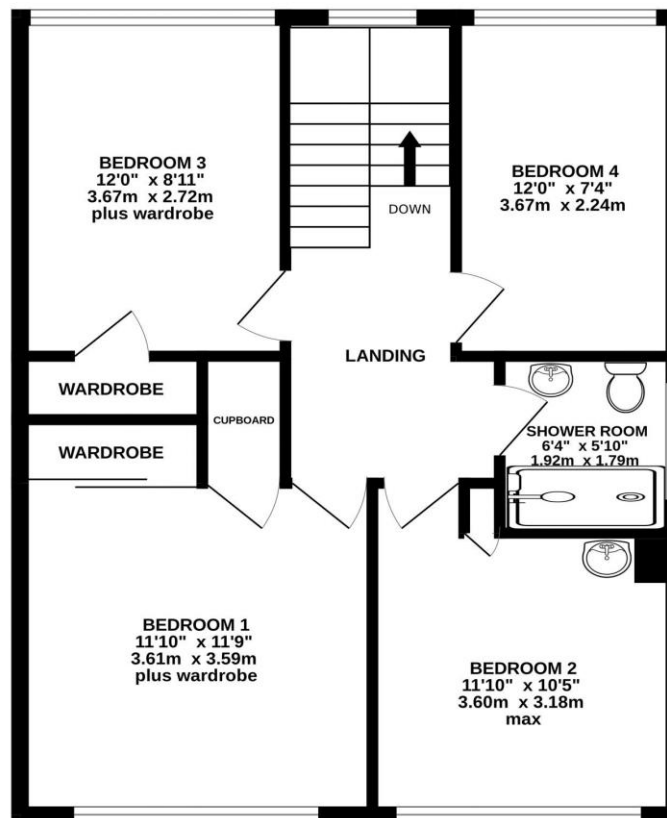 BEDROOM 3
12'0" x 8'11"
3.67m x 2.72m
plus wardrobe
BEDROOM 4
12'0" x 7'4"
3.67m x 2.24m
DOWN
LANDING
WARDROBE
CUPBOARD
WARDROBE
SHOWER ROOM
6'4" x 5'10"
1.92m x 1.79m
BEDROOM 1
11'10" x 11'9"
3.61m x 3.59m
plus wardrobe
BEDROOM 2
11'10" x 10'5"
3.60m x 3.18m
max